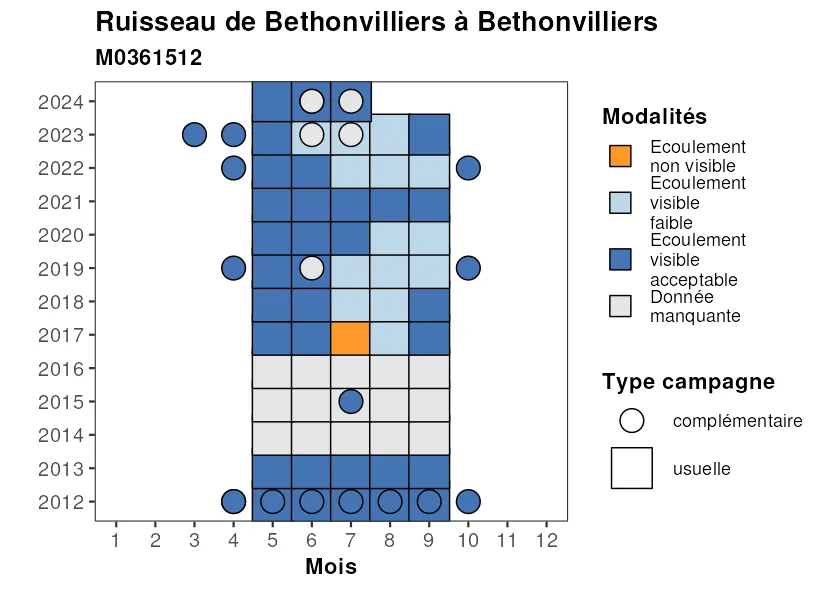 Ruisseau de Bethonvilliers à Bethonvilliers
M0361512
2024
2023
2022
2021
2020
2019
2018
2017
2016
2015
2014
2013
2012
1 2 3 4 5 6 7 8 9 10 11 12
Mois
Modalités
Ecoulement
non visible
Ecoulement
visible
faible
Ecoulement
visible
acceptable
Donnée
manquante
Type campagne
complémentaire
usuelle